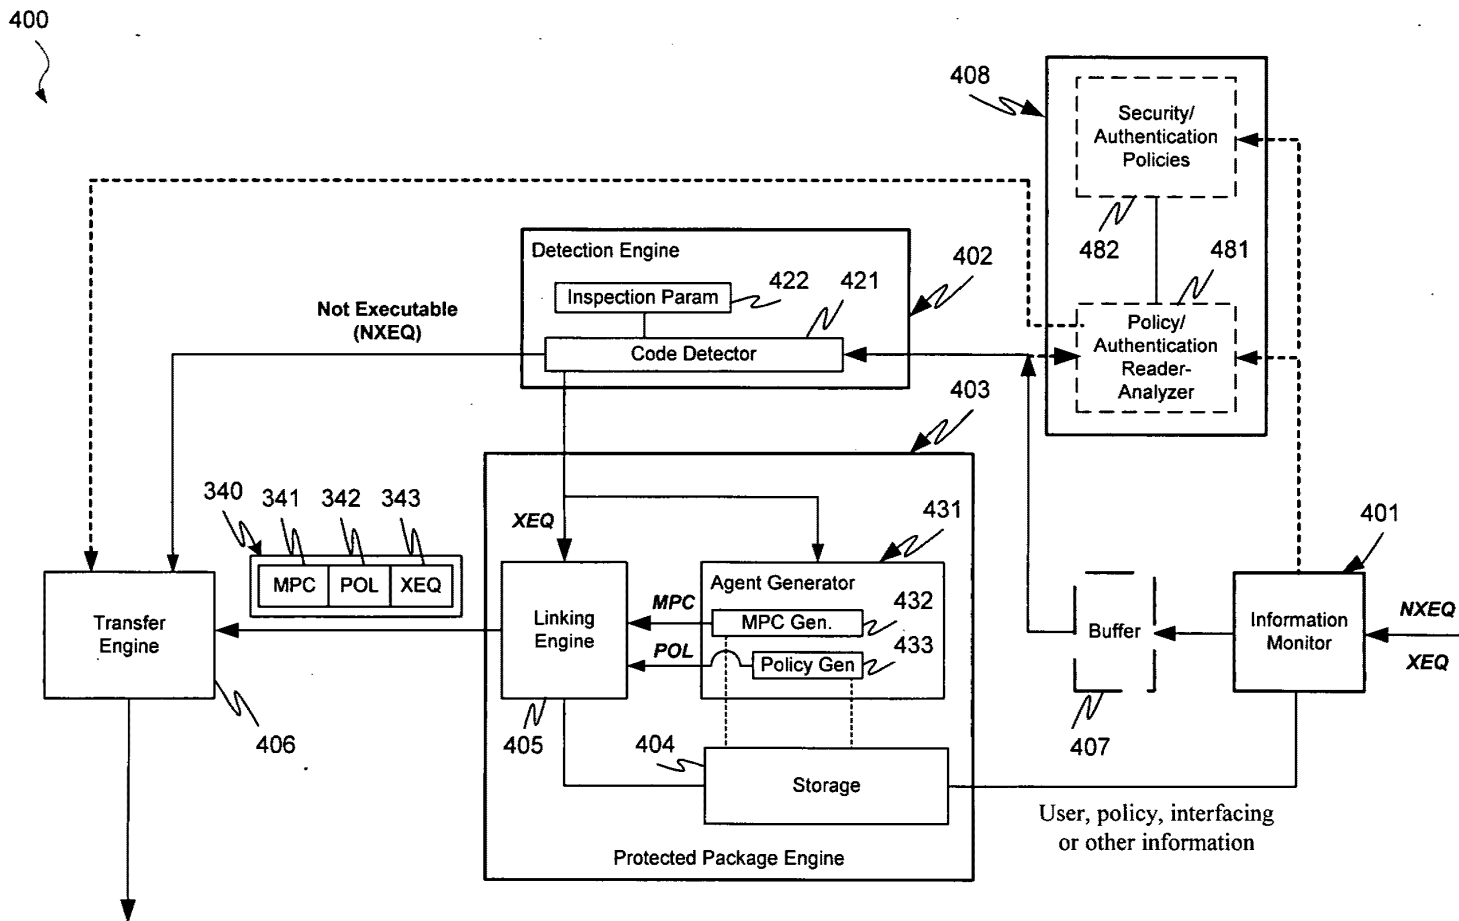 400
408
Security/
Authentication
Policies
482
481
Policy/
Authentication
Reader-
Analyzer
Detection Engine
402
Inspection Param
422
421
Code Detector
Not Executable
(NXEQ)
403
340
341
342
343
MPC
POL
XEQ
XEQ
431
401
Agent Generator
MPC
MPC Gen.
432
POL
Policy Gen
433
Linking
Engine
Transfer
Engine
Buffer
Information
Monitor
NXEQ
XEQ
406
405
404
407
Storage
User, policy, interfacing
or other information
Protected Package Engine